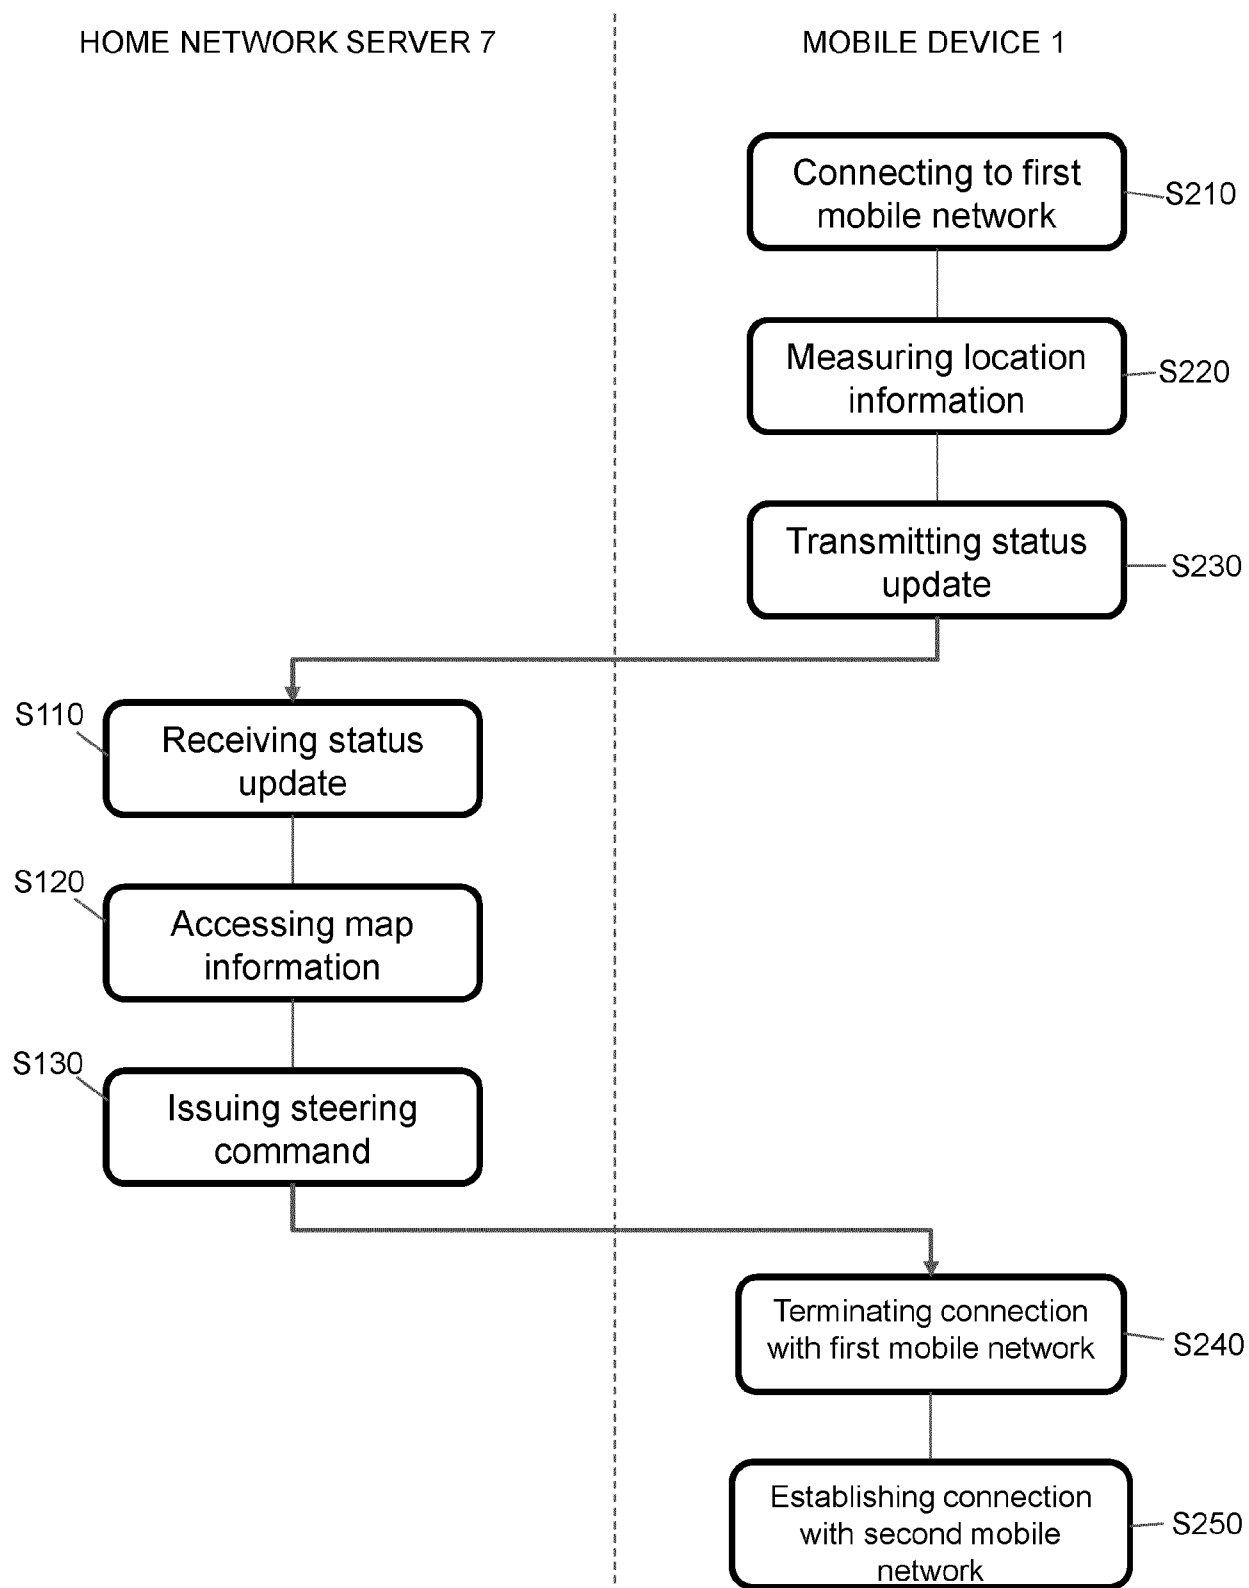 HOME NETWORK SERVER 7
MOBILE DEVICE 1
Connecting to first
mobile network
S210
Measuring location
information
S220
Transmitting status
update
S230
S110
Receiving status
update
S120
Accessing map
information
S130
Issuing steering
command
Terminating connection
with first mobile network
S240
Establishing connection
with second mobile
network
S250